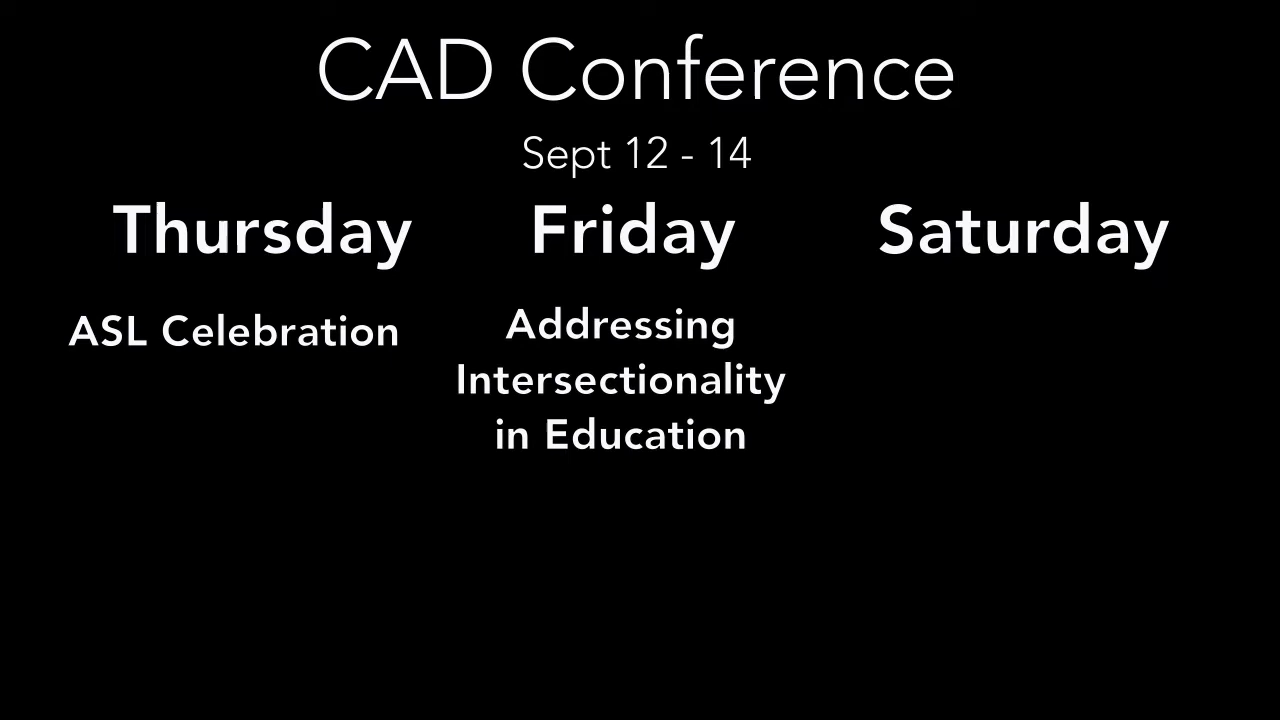 CAD Conference
Sept 12 - 14
Thursday
Friday
Saturday
ASL Celebration
Addressing
Intersectionality
in Education